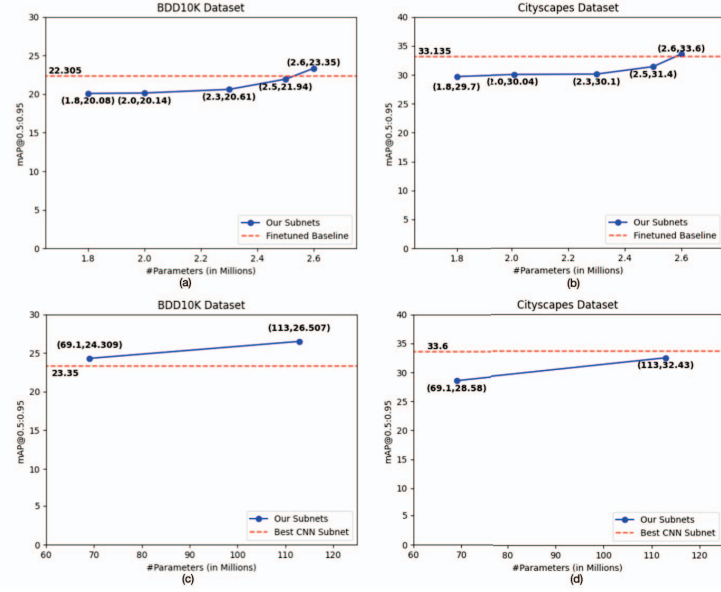 BDD10K Dataset
30
25
20
15
10
5
0
mAP@0.5:0.95
22.305
(1.8,20.08)
(2.0,20.14)
(2.3,20.61)
(2.5,21.94)
(2.6,23.35)
Our Subnets
Finetuned Baseline
1.8 2.0 2.2 2.4 2.6
#Parameters (in Millions)
(a)
Cityscapes Dataset
40
35
30
25
20
15
10
5
0
mAP@0.5:0.95
33.135
(1.8,29.7)
(2.0,30.04)
(2.3,30.1)
(2.5,31.4)
(2.6,33.6)
Our Subnets
Finetuned Baseline
1.8 2.0 2.2 2.4 2.6
#Parameters (in Millions)
(b)
BDD10K Dataset
30
25
20
15
10
5
0
mAP@0.5:0.95
(69.1,24.309)
(113,26.507)
23.35
Our Subnets
Best CNN Subnet
60 70 80 90 100 110 120
#Parameters (in Millions)
(c)
Cityscapes Dataset
40
35
30
25
20
15
10
5
0
mAP@0.5:0.95
33.6
(69.1,28.58)
(113,32.43)
Our Subnets
Best CNN Subnet
60 70 80 90 100 110 120
#Parameters (in Millions)
(d)